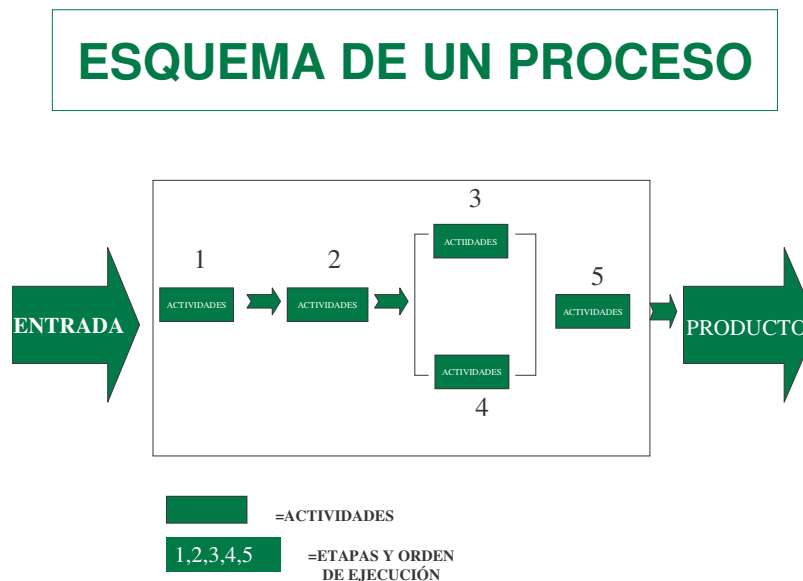 ESQUEMA DE UN PROCESO
3
ACTIIDADES
1
2
5
ENTRADA
ACTIVIDADES
ACTIVIDADES
ACTIVIDADES
PRODUCTO
ACTIVIDADES
4
=ACTIVIDADES
1,2,3,4,5
=ETAPAS Y ORDEN
DE EJECUCIÓN